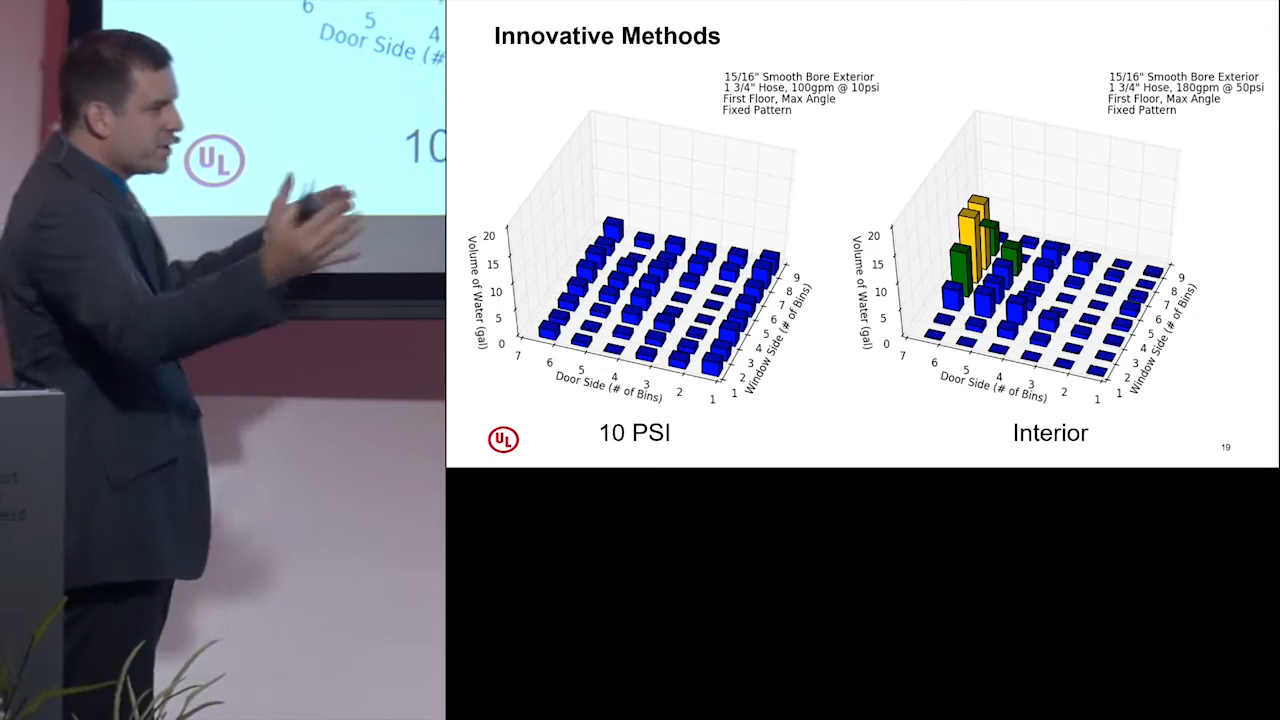 6
5
4
Door Side (#
10
UL
Innovative Methods
15/16" Smooth Bore Exterior
1 3/4" Hose, 100gpm @ 10psi
First Floor, Max Angle
Fixed Pattern
20
15
10
5
0
Volume of Water (gal)
7
6
5
4
3
2
1
Door Side (# of Bins)
1
2
3
4
5
6
7
8
9
Window Side (# of Bins)
10 PSI
15/16" Smooth Bore Exterior
1 3/4" Hose, 180gpm @ 50psi
First Floor, Max Angle
Fixed Pattern
20
15
10
5
0
Volume of Water (gal)
7
6
5
4
3
2
1
Door Side (# of Bins)
1
2
3
4
5
6
7
8
9
Window Side (# of Bins)
Interior
UL
19